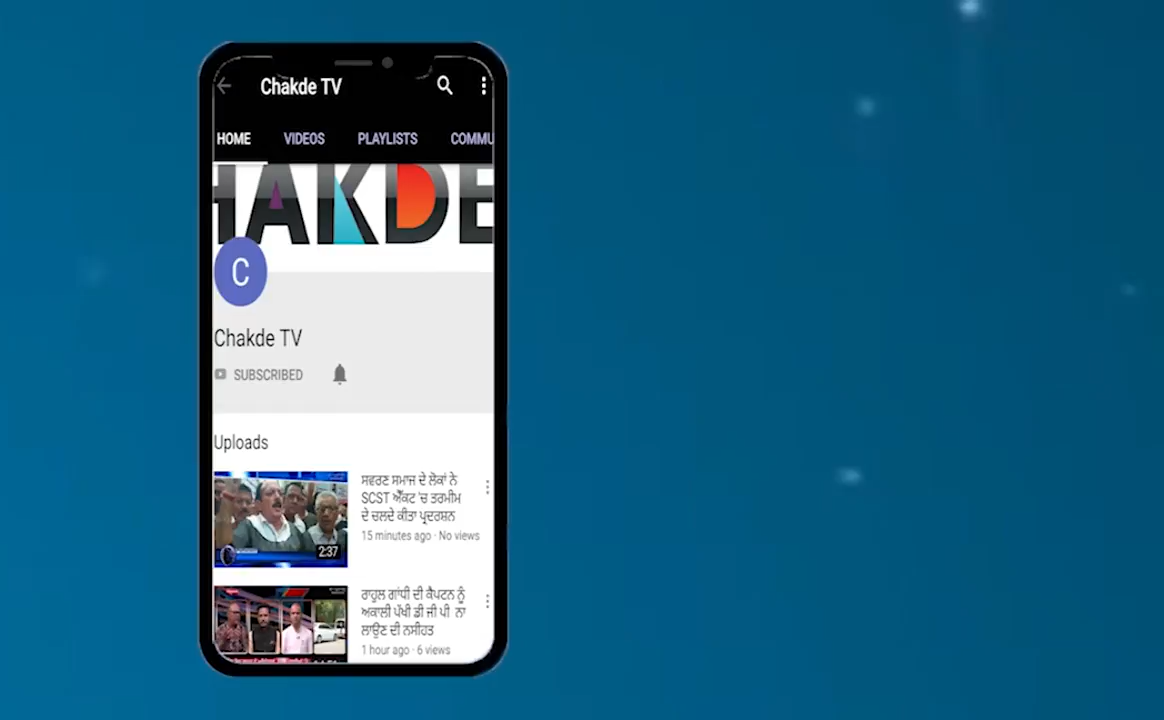 Chakde TV
HOME VIDEOS PLAYLISTS COMMU
HAKDE
C
Chakde TV
SUBSCRIBED
Uploads
ਸਵਰਣ ਸਮਾਜ ਦੇ ਲੋਕਾਂ ਨੇ
SCST ਐੱਕਟ 'ਚ ਤਰਮੀਮ
ਦੇ ਚਲਦੇ ਕੀਤਾ ਪ੍ਰਦਰਸ਼ਨ
15 minutes ago · No views
2:37
ਰਾਹੁਲ ਗਾਂਧੀ ਦੀ ਕੈਪਟਨ ਨੂੰ
ਅਕਾਲੀ ਪੱਖੀ ਡੀ ਜੀ ਪੀ ਨਾ
ਲਾਉਣ ਦੀ ਨਸੀਹਤ
1 hour ago · 6 views